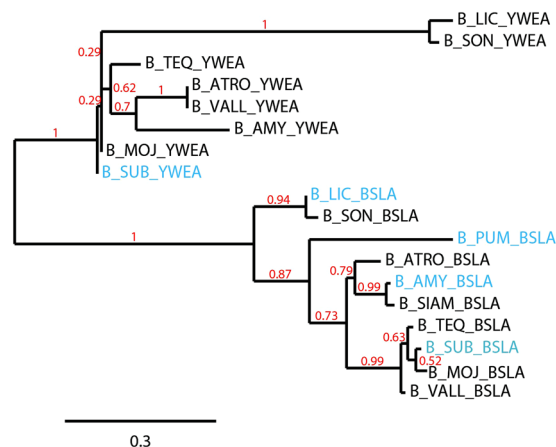 1
B_LIC_YWEA
B_SON_YWEA
0.29
B_TEQ_YWEA
0.62
1
B_ATRO_YWEA
0.29
0.7
B_VALL_YWEA
B_AMY_YWEA
1
B_MOJ_YWEA
B_SUB_YWEA
0.94
B_LIC_BSLA
B_SON_BSLA
1
B_PUM_BSLA
0.87
B_ATRO_BSLA
0.79
B_AMY_BSLA
0.99
B_SIAM_BSLA
0.73
B_TEQ_BSLA
0.63
B_SUB_BSLA
0.52
0.99
B_MOJ_BSLA
B_VALL_BSLA
0.3